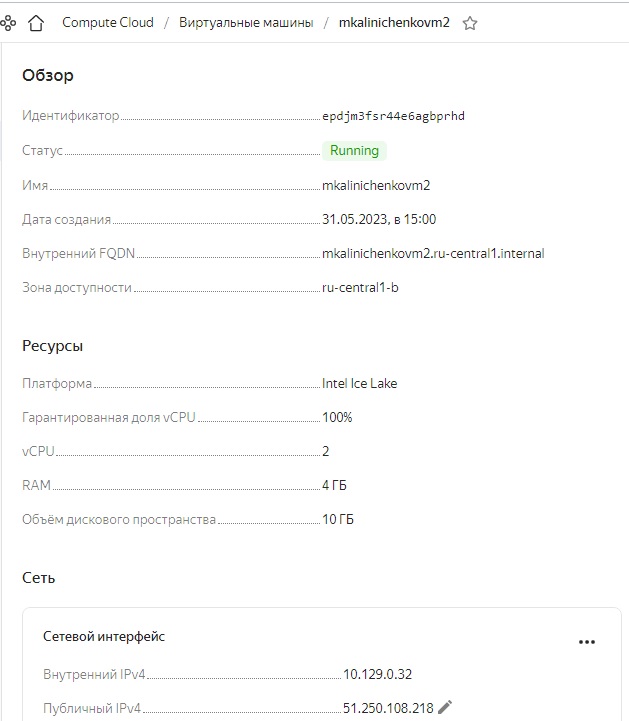 Compute Cloud / Виртуальные машины / mkalinichenkovm2
Обзор
Идентификатор epdjm3fsr44e6agbprhd
Статус Running
Имя mkalinichenkovm2
Дата создания 31.05.2023, в 15:00
Внутренний FQDN mkalinichenkovm2.ru-central1.internal
Зона доступности ru-central1-b
Ресурсы
Платформа Intel Ice Lake
Гарантированная доля vCPU 100%
vCPU 2
RAM 4 ГБ
Объём дискового пространства 10 ГБ
Сеть
Сетевой интерфейс
Внутренний IPv4 10.129.0.32
Публичный IPv4 51.250.108.218